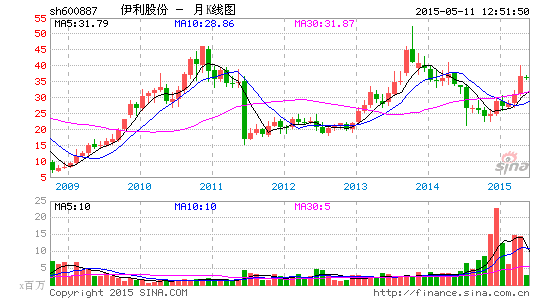 sh600887 伊利股份 － 月K线图 2015-05-11 12:51:50
MA5:31.79 MA10:28.86 MA30:31.87
55
50
45
40
35
30
25
20
15
10
5
sina
2009 2010 2011 2012 2013 2014 2015
MA5:10 MA10:10 MA30:5
25
20
15
10
5
0
x百万
Copyright 2015 SINA.COM http://finance.sina.com.cn